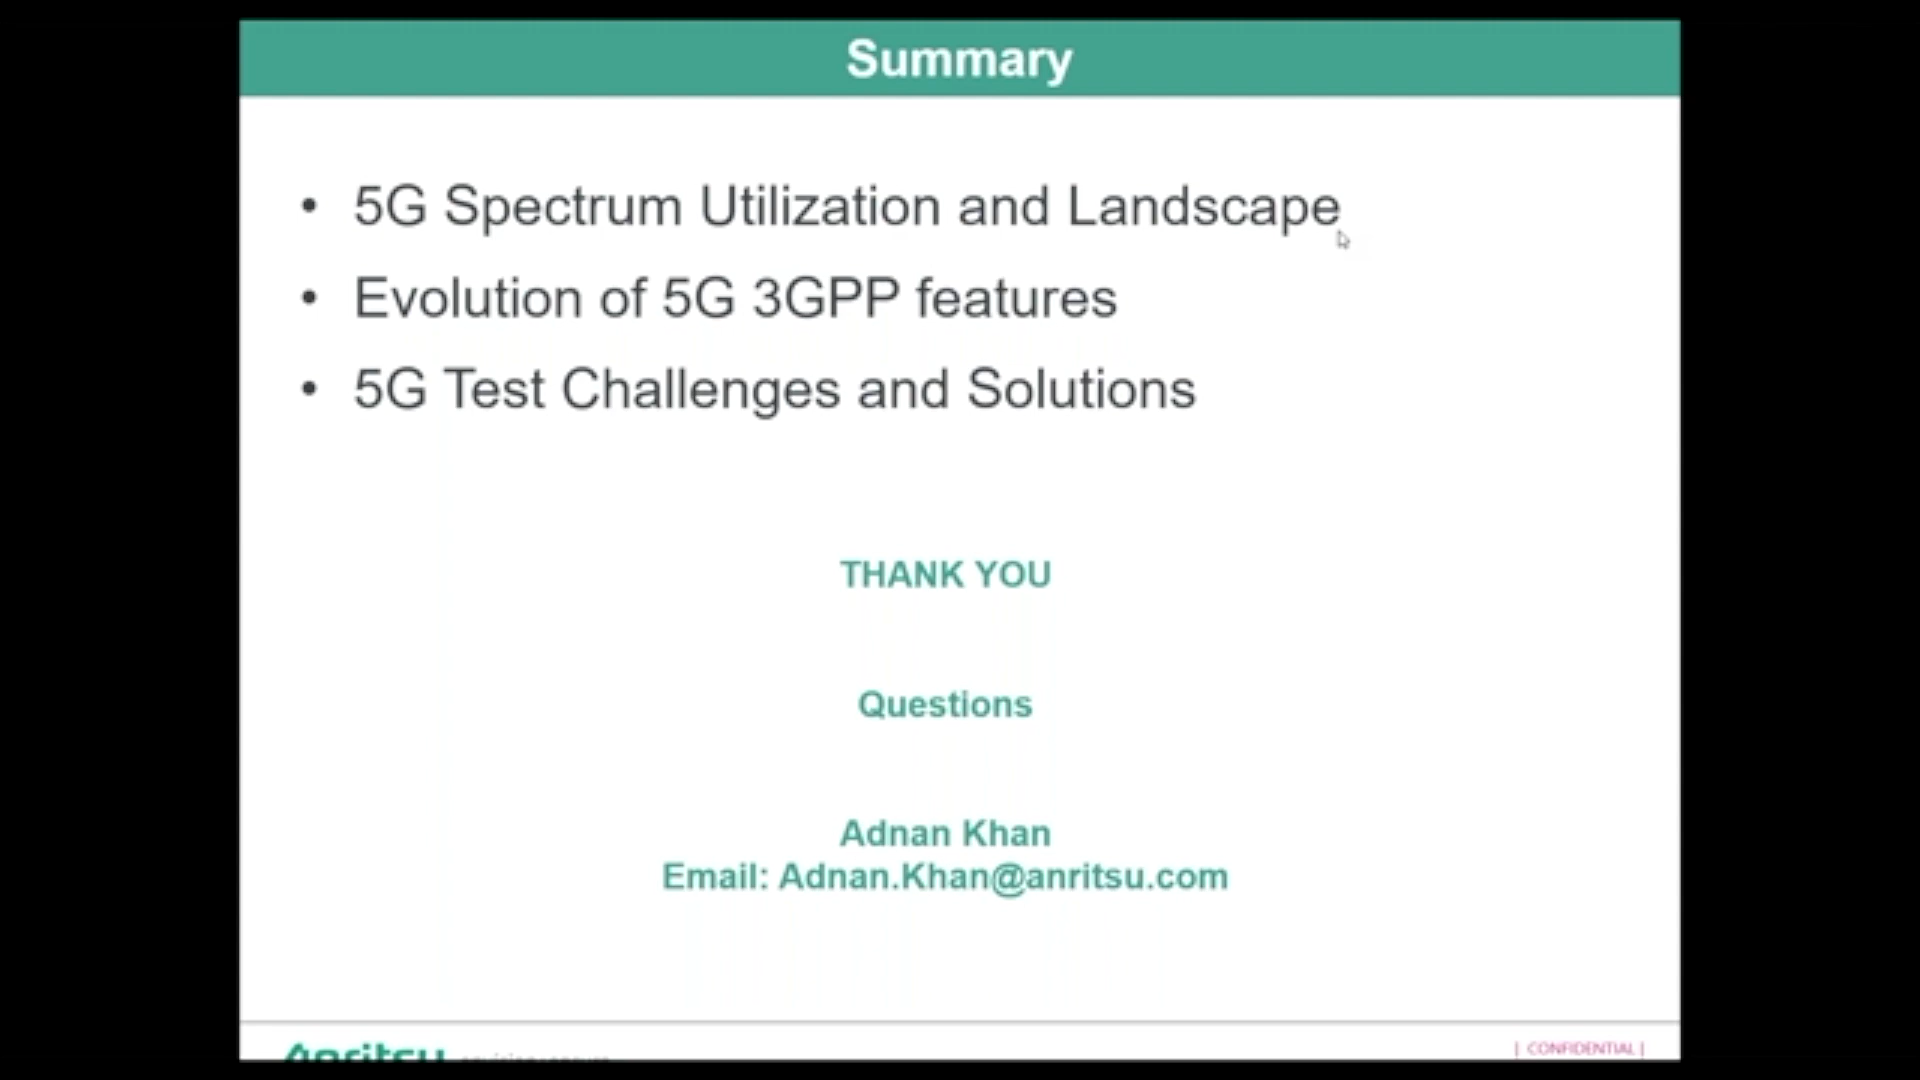 Summary
• 5G Spectrum Utilization and Landscape
• Evolution of 5G 3GPP features
• 5G Test Challenges and Solutions
THANK YOU
Questions
Adnan Khan
Email: Adnan.Khan@anritsu.com
Anritsu
| CONFIDENTIAL |